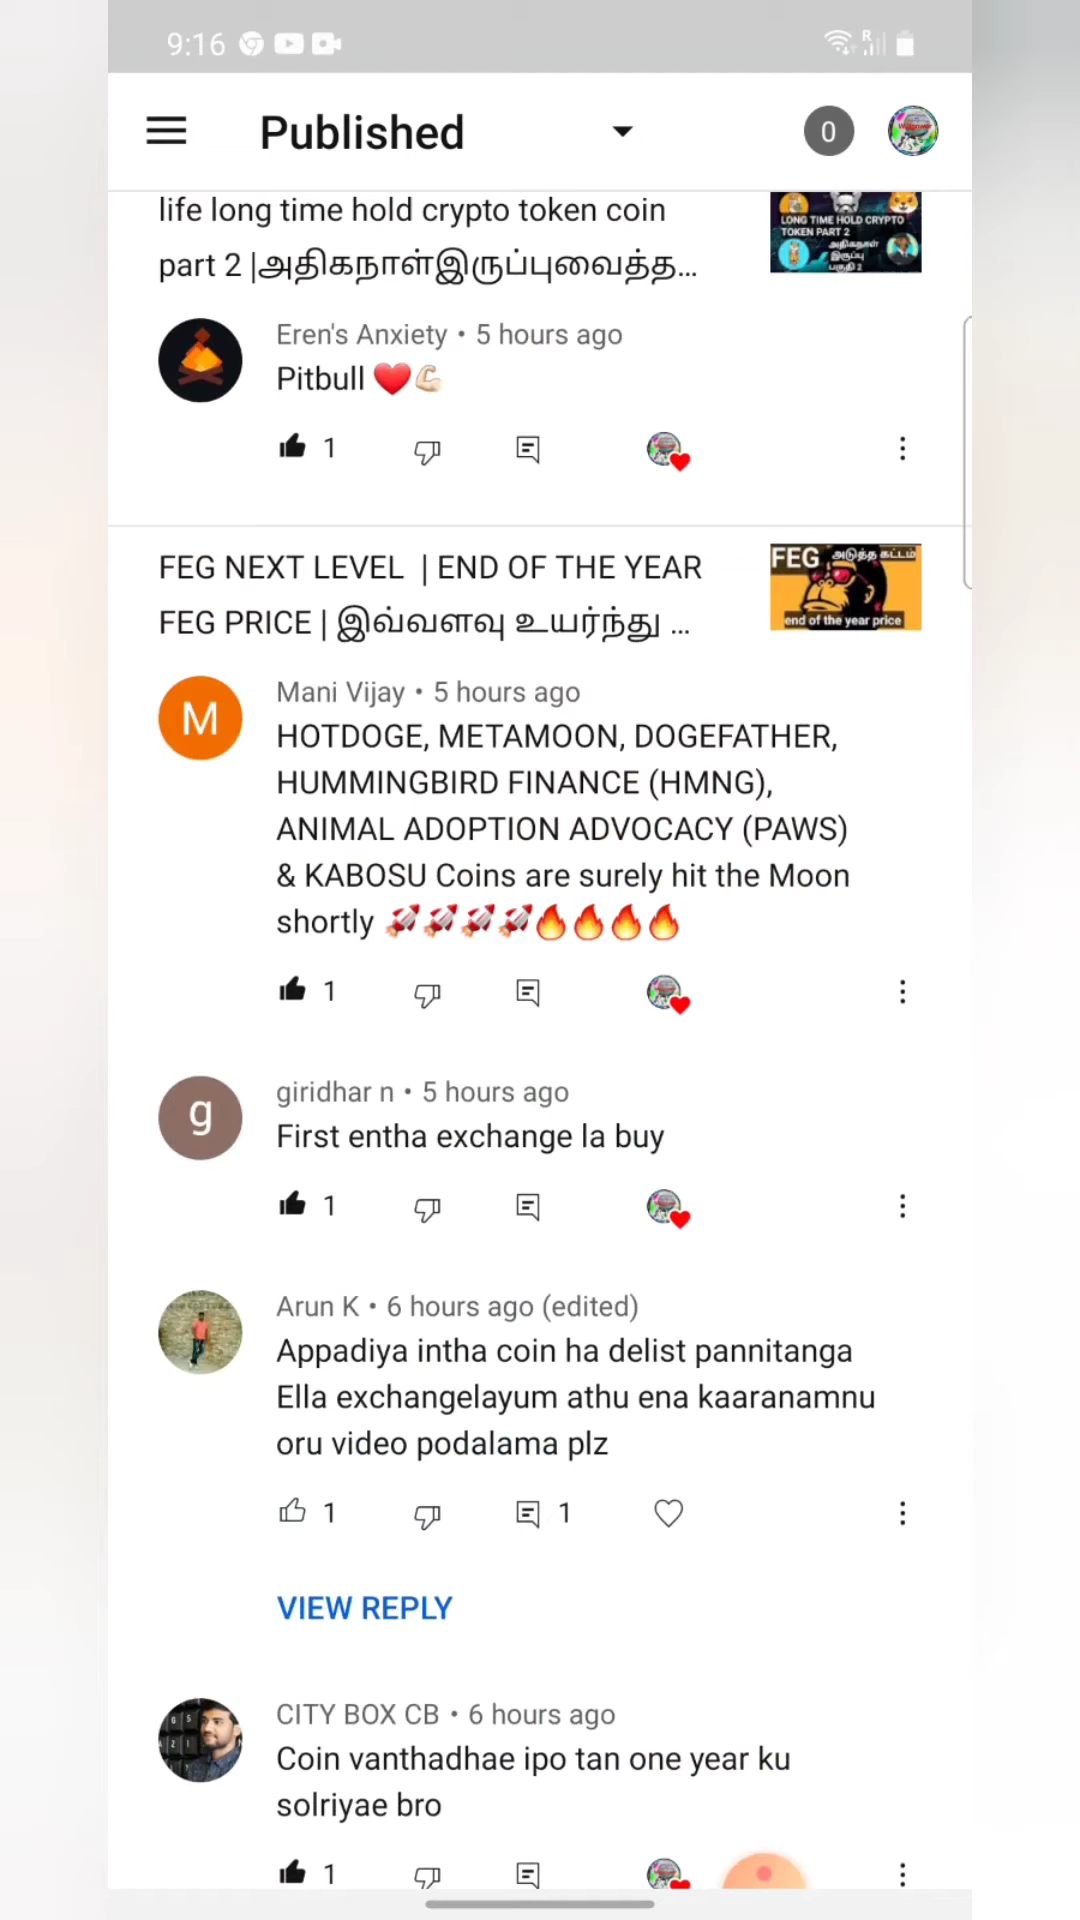 9:16
R
Published
0
life long time hold crypto token coin
part 2 |அதிகநாள்இருப்புவைத்த...
LONG TIME HOLD CRYPTO
TOKEN PART 2
அதிகநாள்
இருப்பு
பகுதி 2
Eren's Anxiety • 5 hours ago
Pitbull ❤️💪🏻
1
FEG NEXT LEVEL | END OF THE YEAR
FEG PRICE | இவ்வளவு உயர்ந்து ...
FEG அடுத்த கட்டம்
end of the year price
M
Mani Vijay • 5 hours ago
HOTDOGE, METAMOON, DOGEFATHER,
HUMMINGBIRD FINANCE (HMNG),
ANIMAL ADOPTION ADVOCACY (PAWS)
& KABOSU Coins are surely hit the Moon
shortly 🚀🚀🚀🚀🔥🔥🔥🔥
1
g
giridhar n • 5 hours ago
First entha exchange la buy
1
Arun K • 6 hours ago (edited)
Appadiya intha coin ha delist pannitanga
Ella exchangelayum athu ena kaaranamnu
oru video podalama plz
1 1
VIEW REPLY
CITY BOX CB • 6 hours ago
Coin vanthadhae ipo tan one year ku
solriyae bro
1